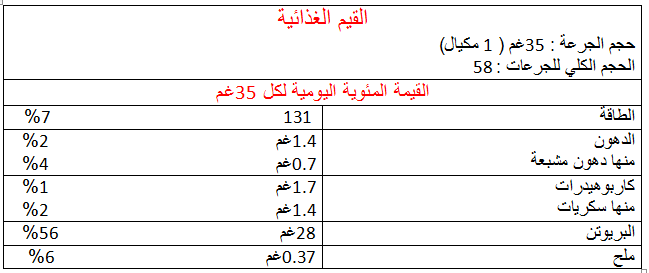 القيم الغذائية
حجم الجرعة : 35غم ( 1 مكيال)
الحجم الكلي للجرعات : 58
القيمة المئوية اليومية لكل 35غم
الطاقة 131 7%
الدهون 1.4غم 2%
منها دهون مشبعة 0.7غم 4%
كاربوهيدرات 1.7غم 1%
منها سكريات 1.4غم 2%
البريوتن 28غم 56%
ملح 0.37غم 6%